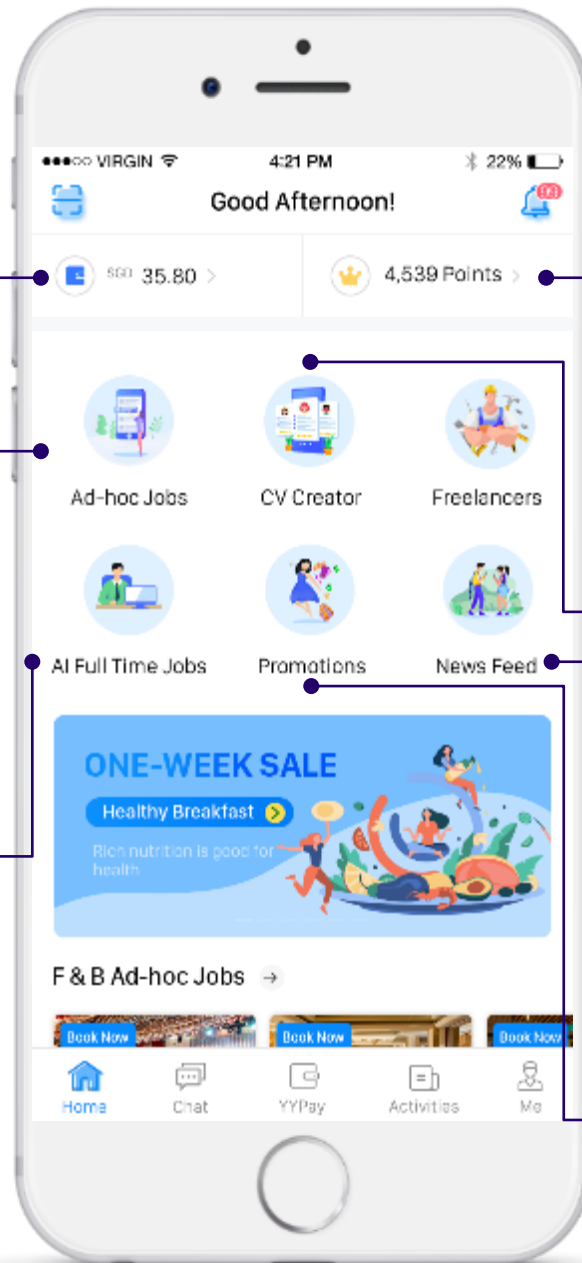 VIRGIN 4:21 PM 22%
Good Afternoon!
99
SGD 35.80
4,539 Points
Ad-hoc Jobs CV Creator Freelancers
AI Full Time Jobs Promotions News Feed
ONE-WEEK SALE
Healthy Breakfast
Rich nutrition is good for
health
F & B Ad-hoc Jobs
Book Now Book Now Book Now
Home Chat YYPay Activities Me